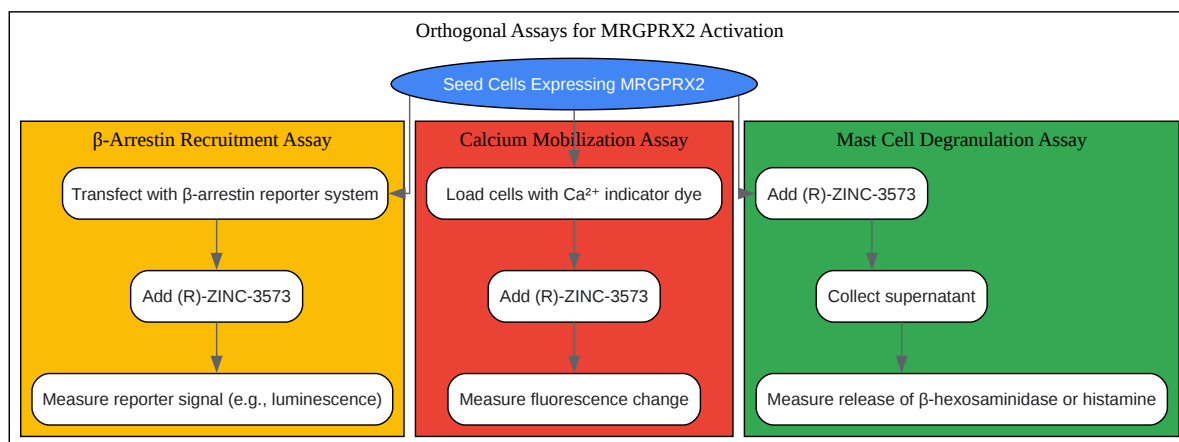 Orthogonal Assays for MRGPRX2 Activation
Seed Cells Expressing MRGPRX2
β-Arrestin Recruitment Assay
Transfect with β-arrestin reporter system
Add (R)-ZINC-3573
Measure reporter signal (e.g., luminescence)
Calcium Mobilization Assay
Load cells with Ca²⁺ indicator dye
Add (R)-ZINC-3573
Measure fluorescence change
Mast Cell Degranulation Assay
Add (R)-ZINC-3573
Collect supernatant
Measure release of β-hexosaminidase or histamine